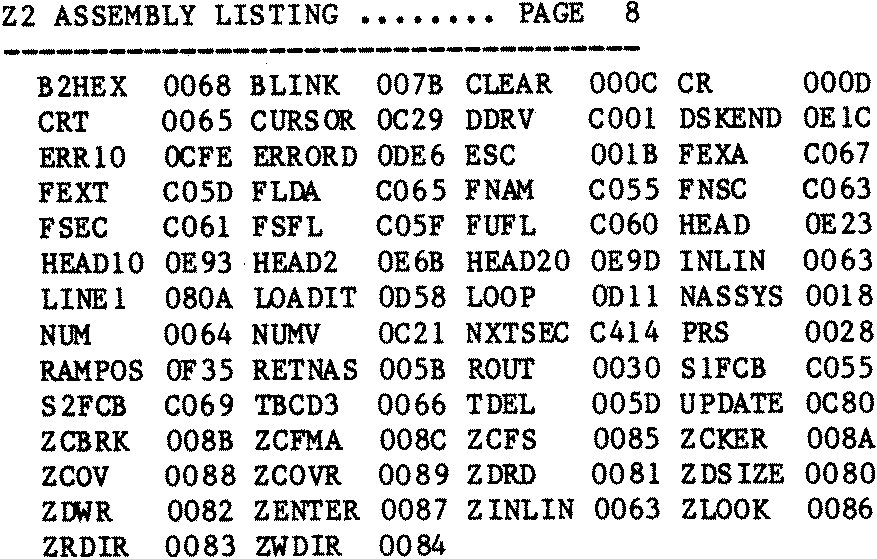 Z2 ASSEMBLY LISTING ........ PAGE 8
B2HEX 0068 BLINK 007B CLEAR 000C CR 000D
CRT 0065 CURSOR 0C29 DDRV C001 DSKEND 0E1C
ERR10 0CFE ERRORD 0DE6 ESC 001B FEXA C067
FEXT C05D FLDA C065 FNAM C055 FNSC C063
FSEC C061 FSFL C05F FUFL C060 HEAD 0E23
HEAD10 0E93 HEAD2 0E6B HEAD20 0E9D INLIN 0063
LINE1 080A LOADIT 0D58 LOOP 0D11 NASSYS 0018
NUM 0064 NUMV 0C21 NXTSEC C414 PRS 0028
RAMPOS 0F35 RETNAS 005B ROUT 0030 S1FCB C055
S2FCB C069 TBCD3 0066 TDEL 005D UPDATE 0C80
ZCBRK 008B ZCFMA 008C ZCFS 0085 ZCKER 008A
ZCOV 0088 ZCOVR 0089 ZDRD 0081 ZDSIZE 0080
ZDWR 0082 ZENTER 0087 ZINLIN 0063 ZLOOK 0086
ZRDIR 0083 ZWDIR 0084